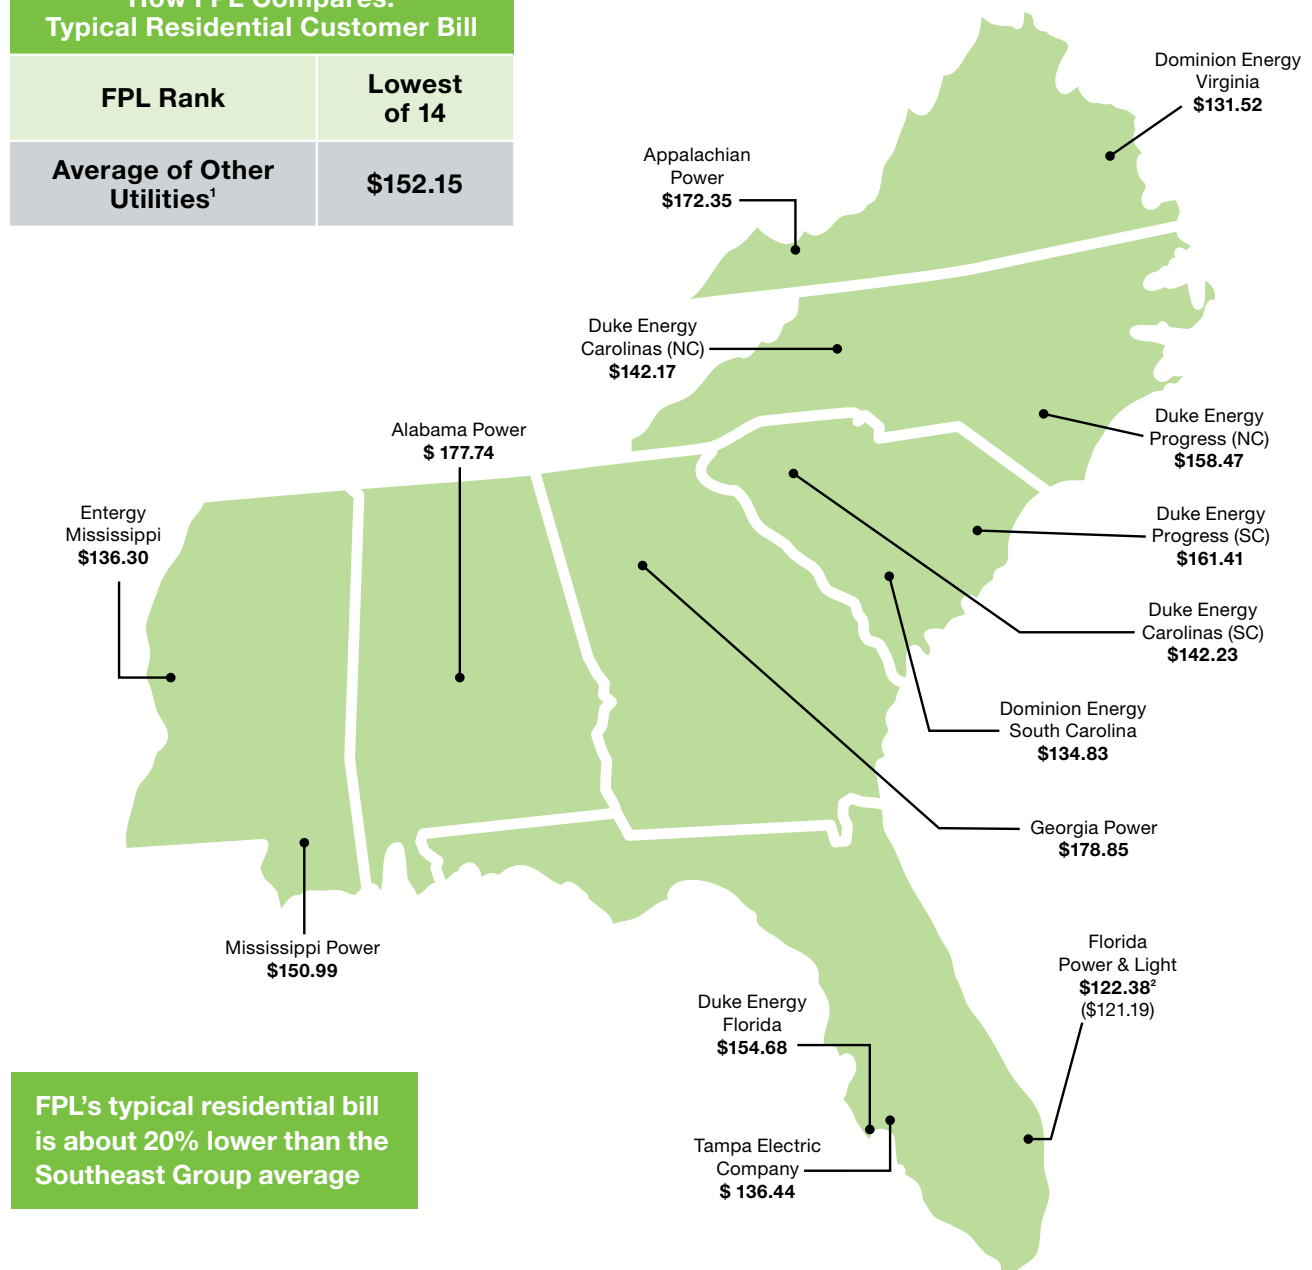 How FPL Compares:
Typical Residential Customer Bill
FPL Rank
Lowest
of 14
Average of Other
Utilities¹
$152.15
Dominion Energy
Virginia
$131.52
Appalachian
Power
$172.35
Duke Energy
Carolinas (NC)
$142.17
Duke Energy
Progress (NC)
$158.47
Alabama Power
$ 177.74
Entergy
Mississippi
$136.30
Duke Energy
Progress (SC)
$161.41
Duke Energy
Carolinas (SC)
$142.23
Dominion Energy
South Carolina
$134.83
Georgia Power
$178.85
Mississippi Power
$150.99
Florida
Power & Light
$122.38²
($121.19)
Duke Energy
Florida
$154.68
Tampa Electric
Company
$ 136.44
FPL’s typical residential bill
is about 20% lower than the
Southeast Group average